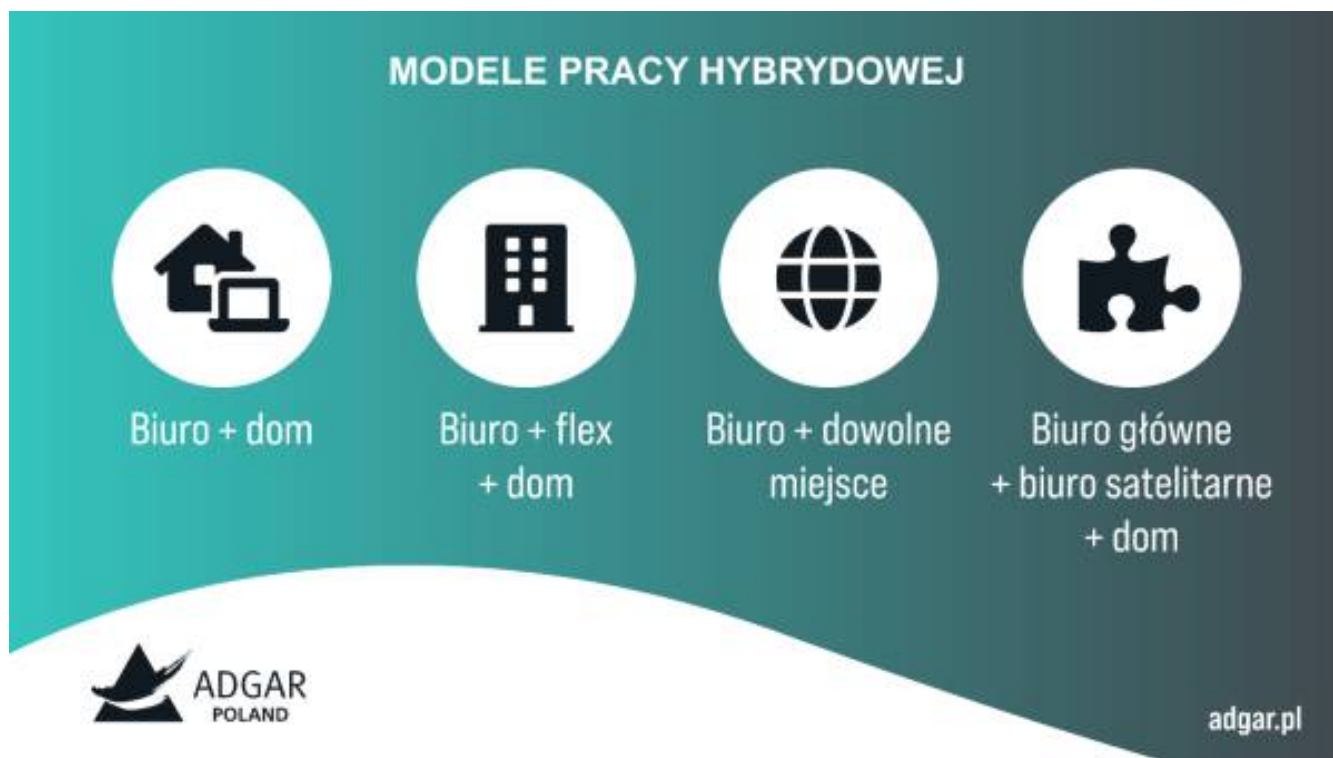 MODELE PRACY HYBRYDOWEJ
Biuro + dom
Biuro + flex
+ dom
Biuro + dowolne
miejsce
Biuro główne
+ biuro satelitarne
+ dom
ADGAR
POLAND
adgar.pl